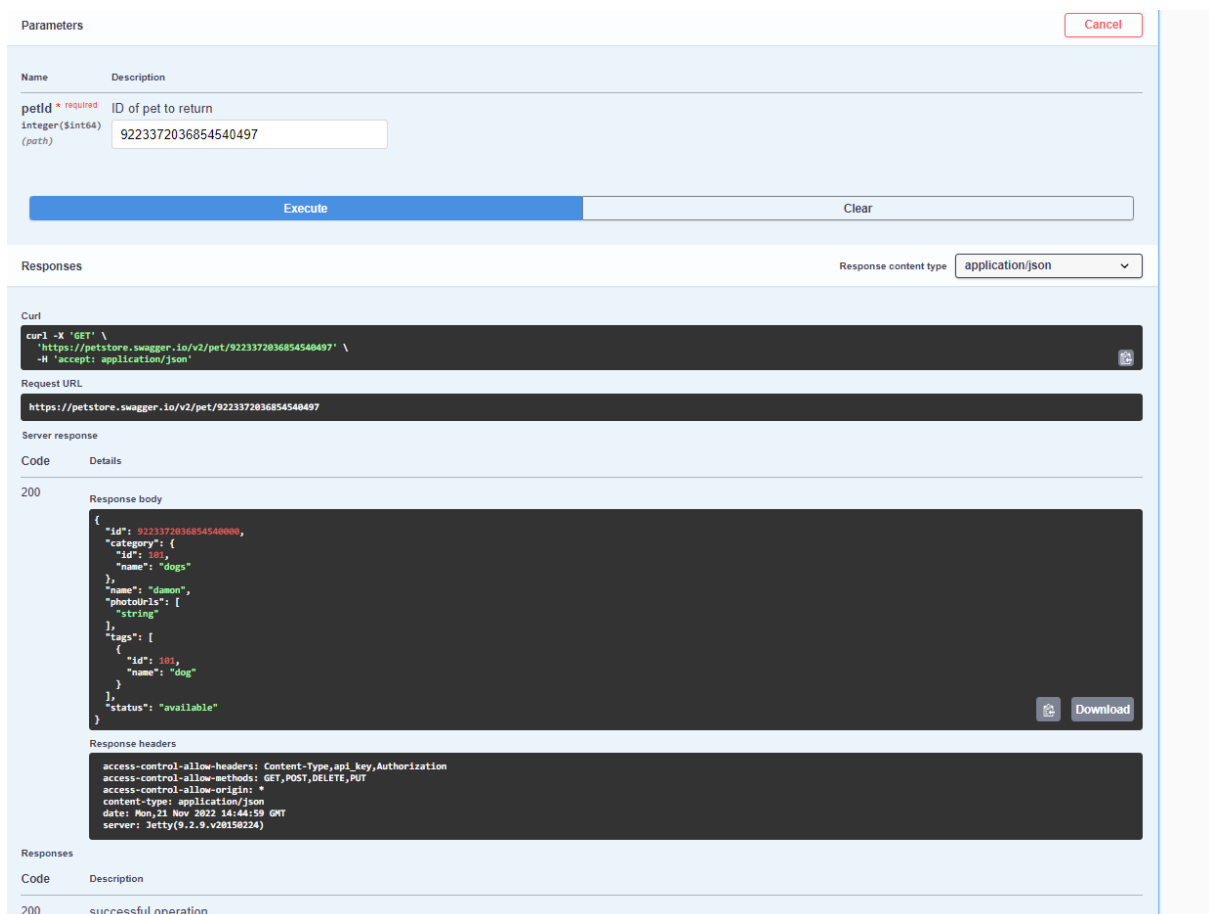 Parameters
Cancel
Name Description
petId * required ID of pet to return
integer($int64)
(path)
9223372036854540497
Execute Clear
Responses Response content type application/json
Curl
curl -X 'GET' \
'https://petstore.swagger.io/v2/pet/9223372036854540497' \
-H 'accept: application/json'
Request URL
https://petstore.swagger.io/v2/pet/9223372036854540497
Server response
Code Details
200
Response body
{
"id": 9223372036854540000,
"category": {
"id": 101,
"name": "dogs"
},
"name": "damon",
"photoUrls": [
"string"
],
"tags": [
{
"id": 101,
"name": "dog"
}
],
"status": "available"
}
Download
Response headers
access-control-allow-headers: Content-Type,api_key,Authorization
access-control-allow-methods: GET,POST,DELETE,PUT
access-control-allow-origin: *
content-type: application/json
date: Mon,21 Nov 2022 14:44:59 GMT
server: Jetty(9.2.9.v20150224)
Responses
Code Description
200 successful operation